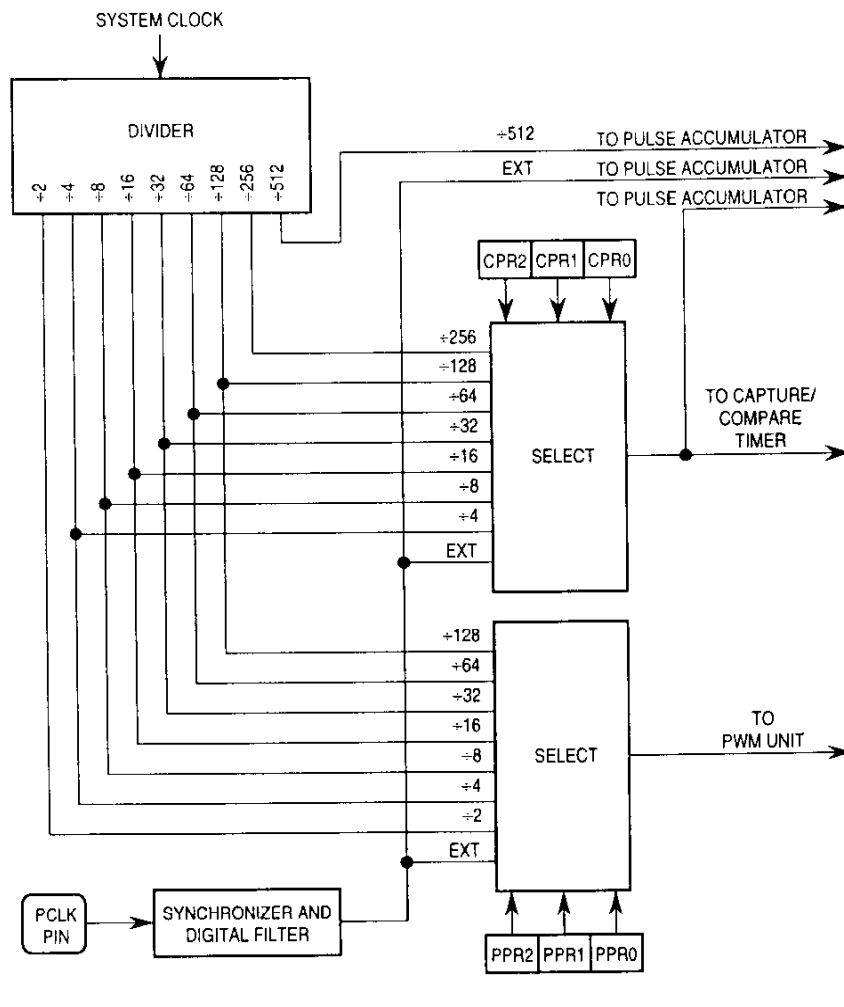 SYSTEM CLOCK
DIVIDER
÷2
÷4
÷8
÷16
÷32
÷64
÷128
÷256
÷512
÷512
TO PULSE ACCUMULATOR
EXT
TO PULSE ACCUMULATOR
TO PULSE ACCUMULATOR
CPR2
CPR1
CPR0
÷256
÷128
÷64
÷32
÷16
÷8
÷4
EXT
SELECT
TO CAPTURE/
COMPARE
TIMER
÷128
÷64
÷32
÷16
÷8
÷4
÷2
EXT
SELECT
TO
PWM UNIT
PCLK
PIN
SYNCHRONIZER AND
DIGITAL FILTER
PPR2
PPR1
PPR0